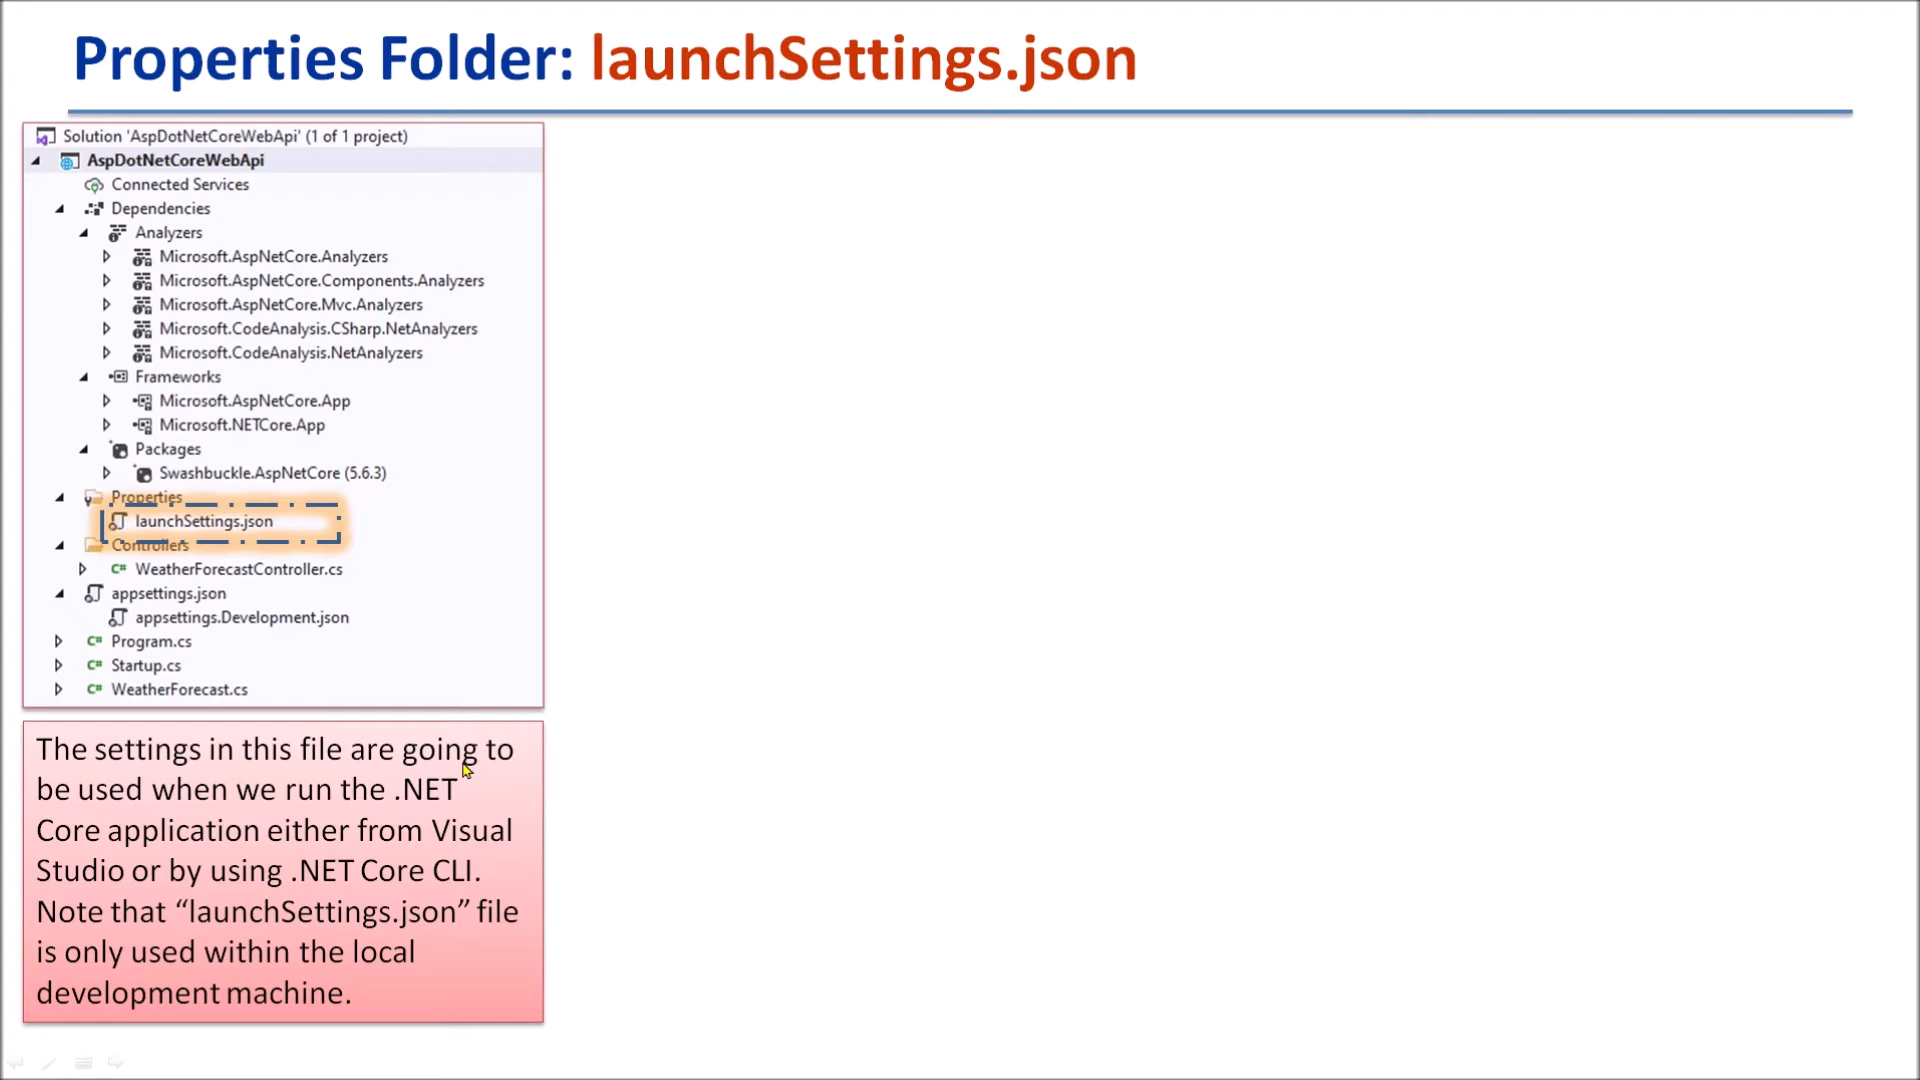 Properties Folder: launchSettings.json
Solution 'AspDotNetCoreWebApi' (1 of 1 project)
AspDotNetCoreWebApi
Connected Services
Dependencies
Analyzers
Microsoft.AspNetCore.Analyzers
Microsoft.AspNetCore.Components.Analyzers
Microsoft.AspNetCore.Mvc.Analyzers
Microsoft.CodeAnalysis.CSharp.NetAnalyzers
Microsoft.CodeAnalysis.NetAnalyzers
Frameworks
Microsoft.AspNetCore.App
Microsoft.NETCore.App
Packages
Swashbuckle.AspNetCore (5.6.3)
Properties
launchSettings.json
Controllers
C# WeatherForecastController.cs
appsettings.json
appsettings.Development.json
C# Program.cs
C# Startup.cs
C# WeatherForecast.cs
The settings in this file are going to
be used when we run the .NET
Core application either from Visual
Studio or by using .NET Core CLI.
Note that “launchSettings.json” file
is only used within the local
development machine.